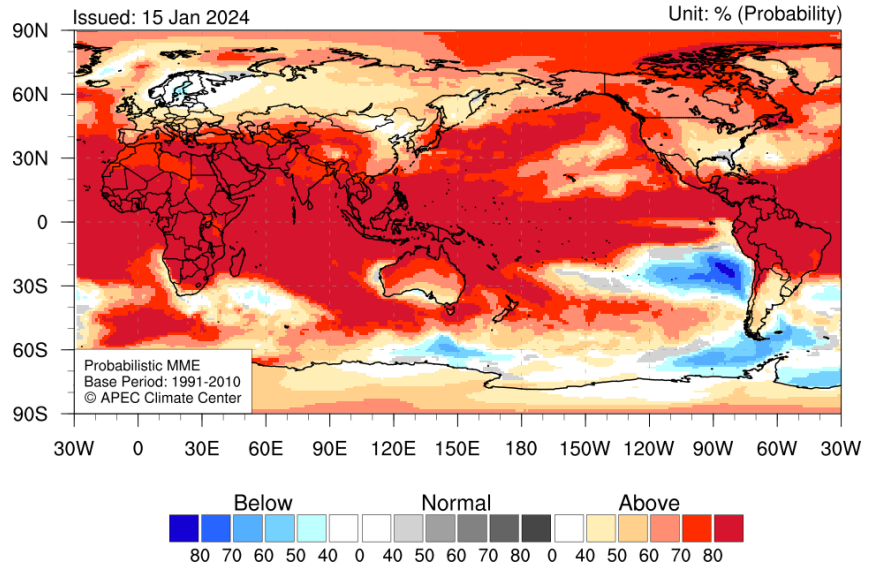 Issued: 15 Jan 2024
Unit: % (Probability)
90N
60N
30N
0
30S
60S
90S
Probabilistic MME
Base Period: 1991-2010
© APEC Climate Center
30W 0 30E 60E 90E 120E 150E 180 150W 120W 90W 60W 30W
Below Normal Above
80 70 60 50 40 0 40 50 60 70 80 0 40 50 60 70 80